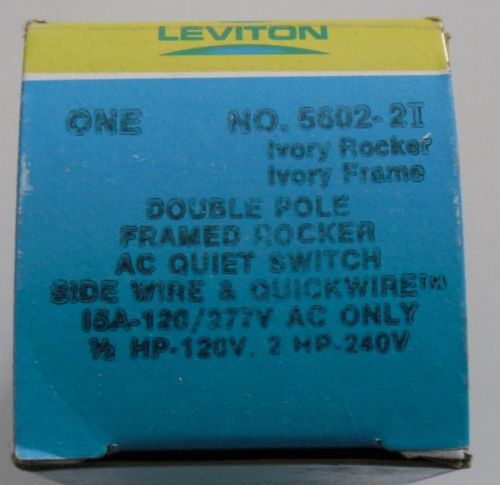 LEVITON
ONE NO. 5602-2I
Ivory Rocker
Ivory Frame
DOUBLE POLE
FRAMED ROCKER
AC QUIET SWITCH
SIDE WIRE & QUICKWIRE™
15A-120/277V AC ONLY
½ HP-120V, 2 HP-240V